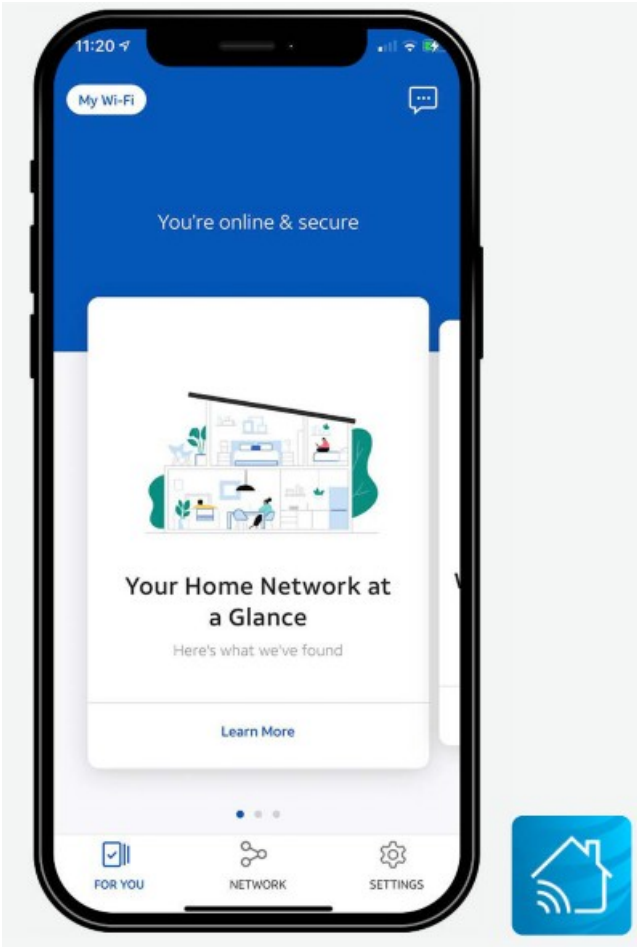 11:20
My Wi-Fi
You're online & secure
Your Home Network at
a Glance
Here's what we've found
Learn More
FOR YOU
NETWORK
SETTINGS